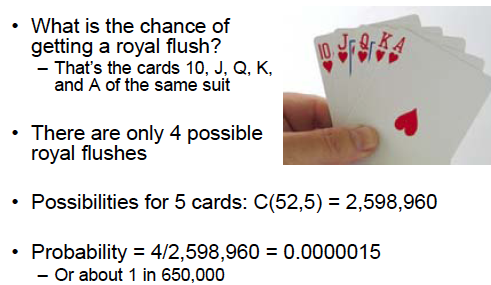 • What is the chance of
getting a royal flush?
– That's the cards 10, J, Q, K,
and A of the same suit
• There are only 4 possible
royal flushes
• Possibilities for 5 cards: C(52,5) = 2,598,960
• Probability = 4/2,598,960 = 0.0000015
– Or about 1 in 650,000
10 J Q K A